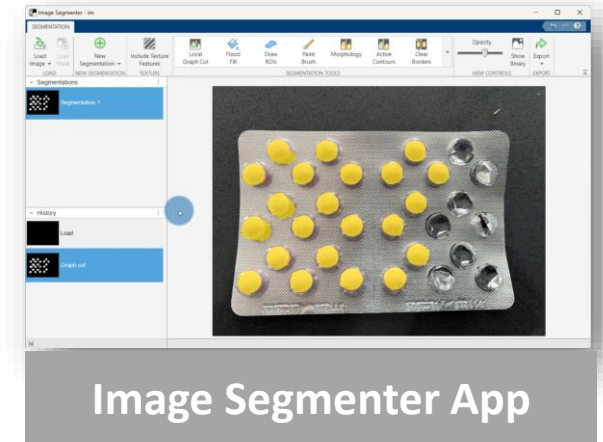 Image Segmenter - im
SEGMENTATION
Load Image
Load Mask
New Segmentation
Include Texture Features
Local Graph Cut
Flood Fill
Draw ROIs
Paint Brush
Morphology
Active Contours
Clear Borders
Opacity
Show Binary
Export
LOAD
NEW SEGMENTATION
TEXTURE
SEGMENTATION TOOLS
VIEW CONTROLS
EXPORT
Segmentations
Segmentation 1
History
Load
Graph cut
Image Segmenter App